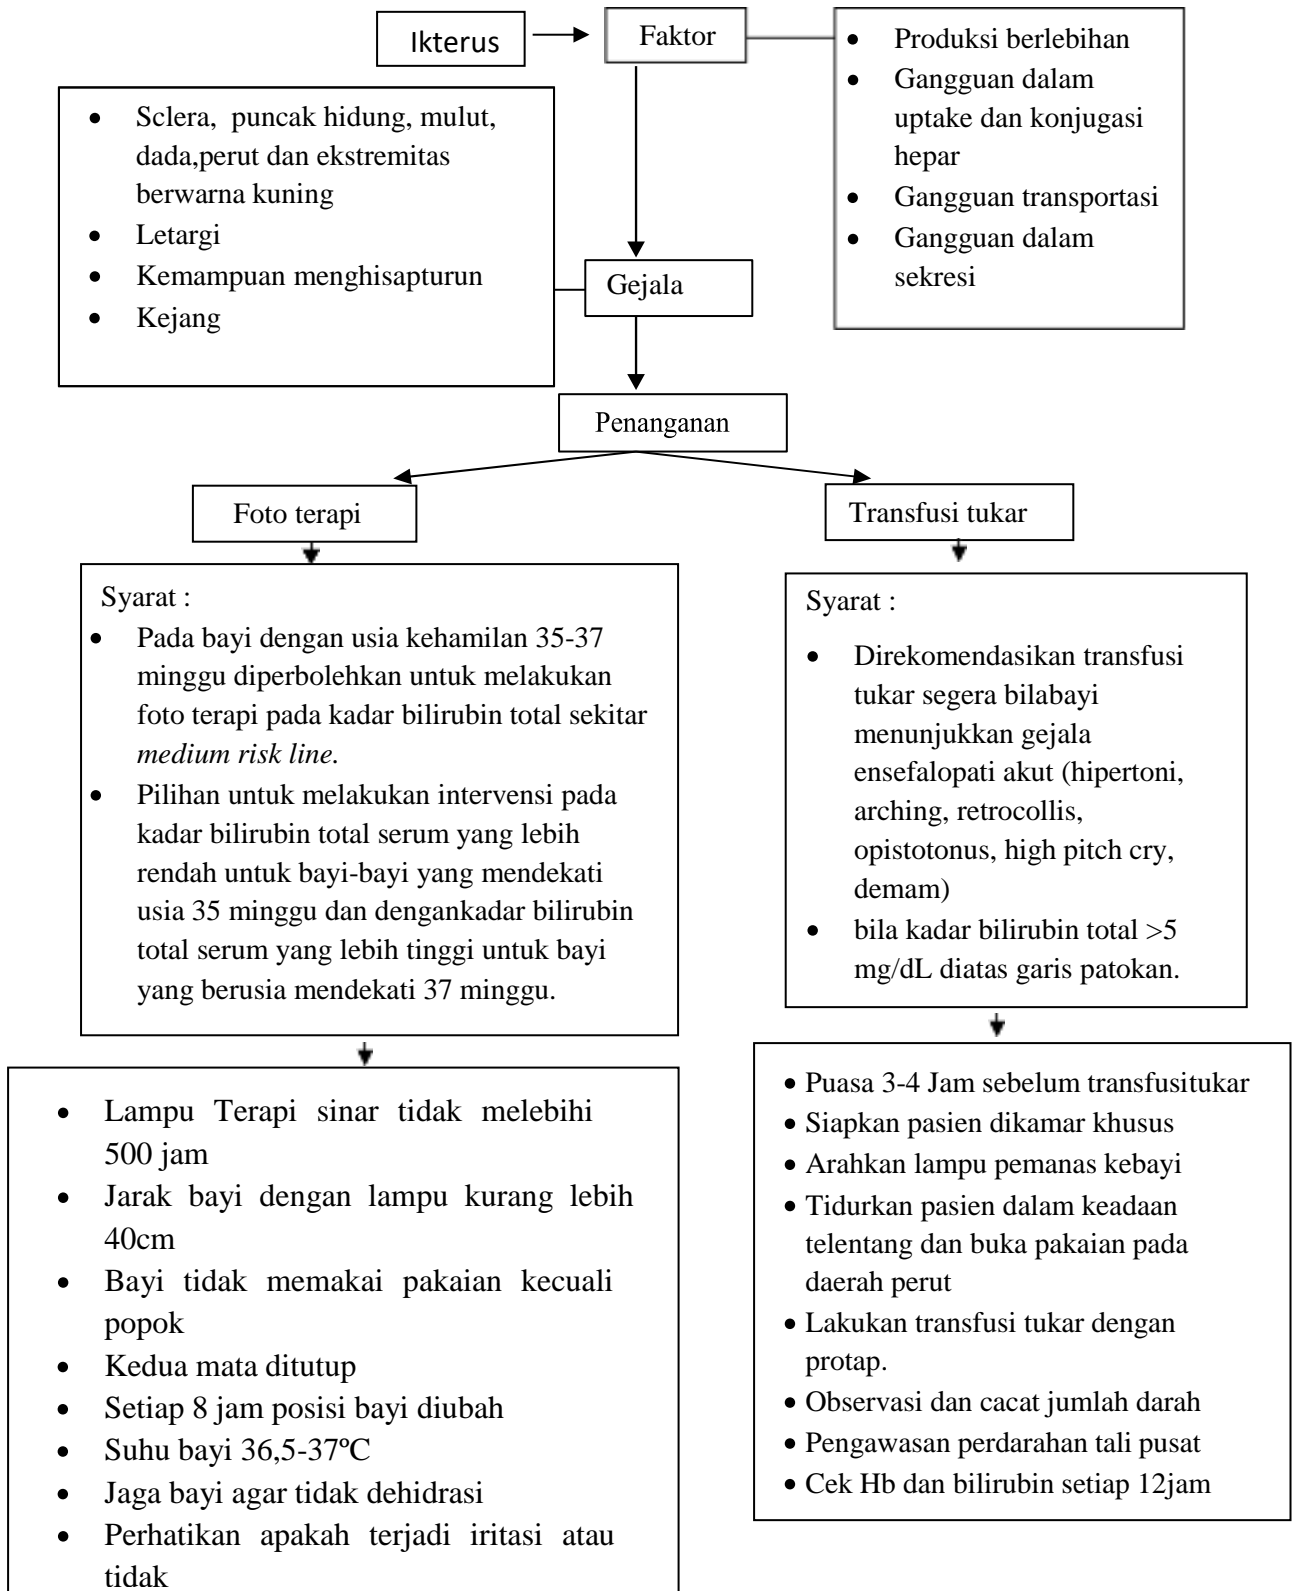 Ikterus
Faktor
• Produksi berlebihan
• Gangguan dalam
uptake dan konjugasi
hepar
• Gangguan transportasi
• Gangguan dalam
sekresi
• Sclera, puncak hidung, mulut,
dada,perut dan ekstremitas
berwarna kuning
• Letargi
• Kemampuan menghisapturun
• Kejang
Gejala
Penanganan
Foto terapi
Transfusi tukar
Syarat :
• Pada bayi dengan usia kehamilan 35-37
minggu diperbolehkan untuk melakukan
foto terapi pada kadar bilirubin total sekitar
medium risk line.
• Pilihan untuk melakukan intervensi pada
kadar bilirubin total serum yang lebih
rendah untuk bayi-bayi yang mendekati
usia 35 minggu dan dengankadar bilirubin
total serum yang lebih tinggi untuk bayi
yang berusia mendekati 37 minggu.
Syarat :
• Direkomendasikan transfusi
tukar segera bilabayi
menunjukkan gejala
ensefalopati akut (hipertoni,
arching, retrocollis,
opistotonus, high pitch cry,
demam)
• bila kadar bilirubin total >5
mg/dL diatas garis patokan.
• Lampu Terapi sinar tidak melebihi
500 jam
• Jarak bayi dengan lampu kurang lebih
40cm
• Bayi tidak memakai pakaian kecuali
popok
• Kedua mata ditutup
• Setiap 8 jam posisi bayi diubah
• Suhu bayi 36,5-37ºC
• Jaga bayi agar tidak dehidrasi
• Perhatikan apakah terjadi iritasi atau
tidak
• Puasa 3-4 Jam sebelum transfusitukar
• Siapkan pasien dikamar khusus
• Arahkan lampu pemanas kebayi
• Tidurkan pasien dalam keadaan
telentang dan buka pakaian pada
daerah perut
• Lakukan transfusi tukar dengan
protap.
• Observasi dan cacat jumlah darah
• Pengawasan perdarahan tali pusat
• Cek Hb dan bilirubin setiap 12jam